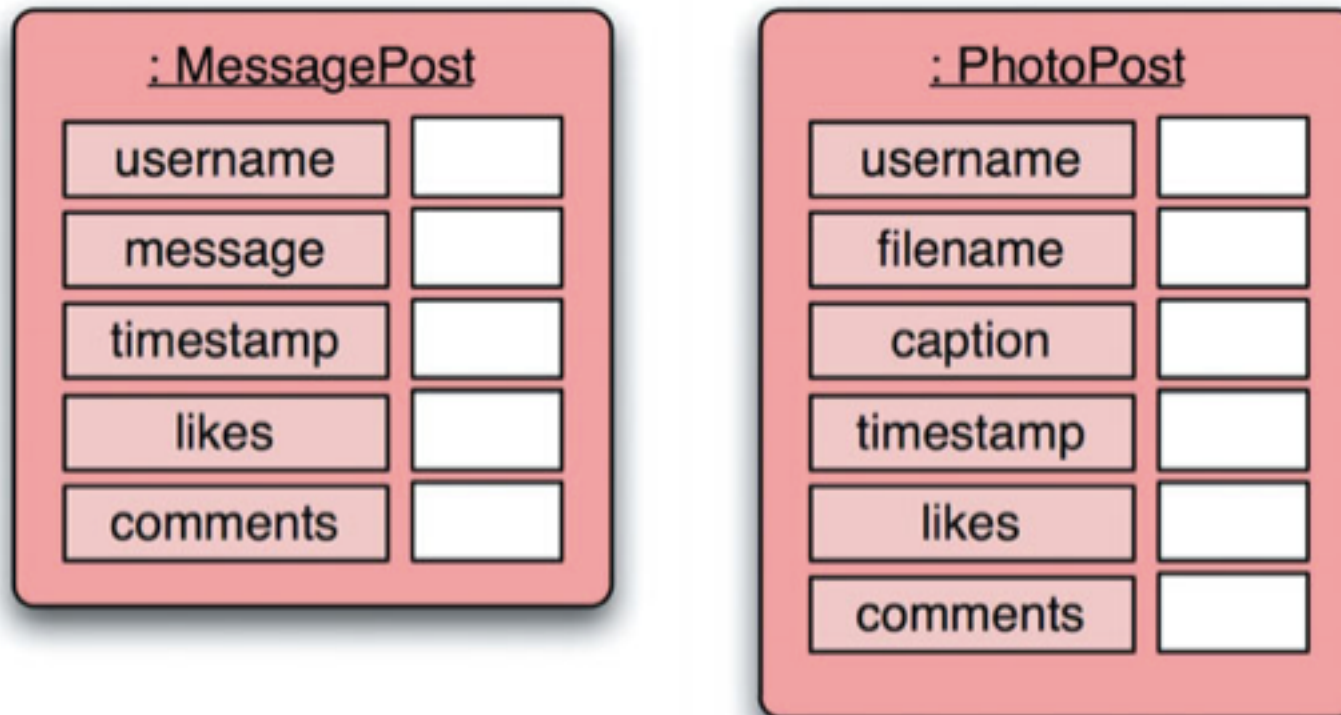 : MessagePost
username
message
timestamp
likes
comments
: PhotoPost
username
filename
caption
timestamp
likes
comments